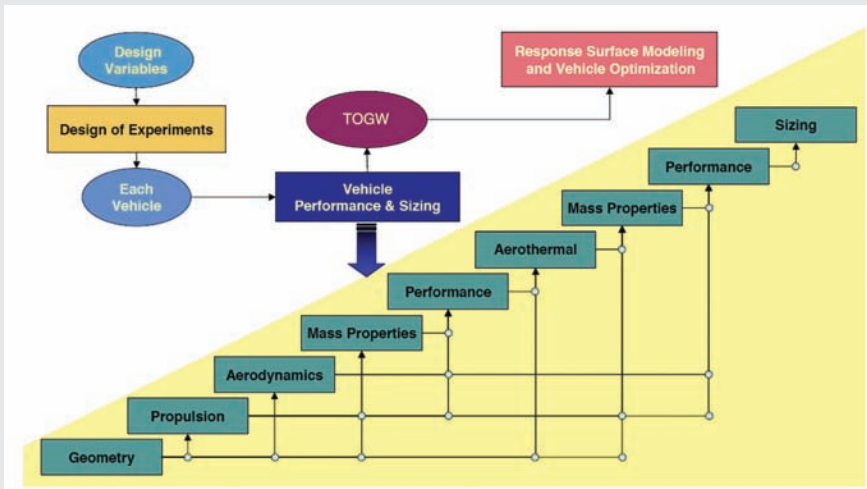 Design
Variables
Design of Experiments
Each
Vehicle
Vehicle
Performance & Sizing
TOGW
Response Surface Modeling
and Vehicle Optimization
Sizing
Performance
Mass Properties
Aerothermal
Performance
Mass Properties
Aerodynamics
Propulsion
Geometry